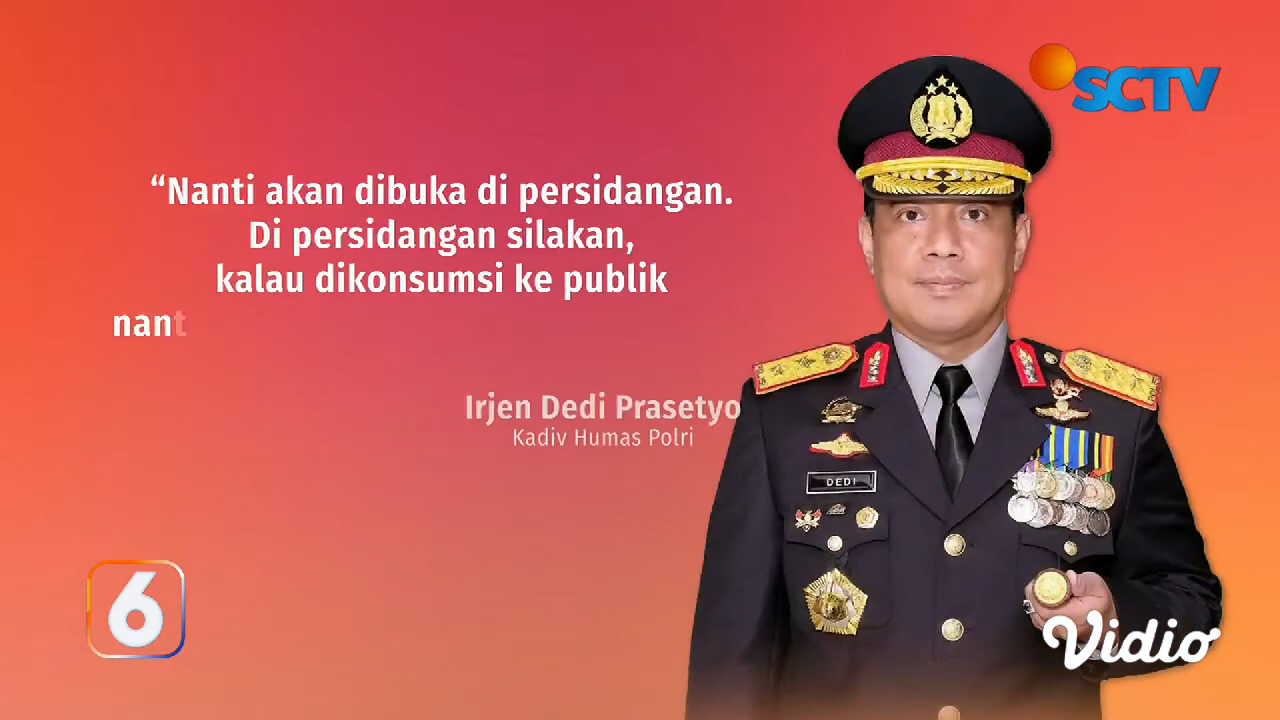 SCTV
“Nanti akan dibuka di persidangan.
Di persidangan silakan,
kalau dikonsumsi ke publik
nant
Irjen Dedi Prasetyo
Kadiv Humas Polri
DEDI
6
Vidio